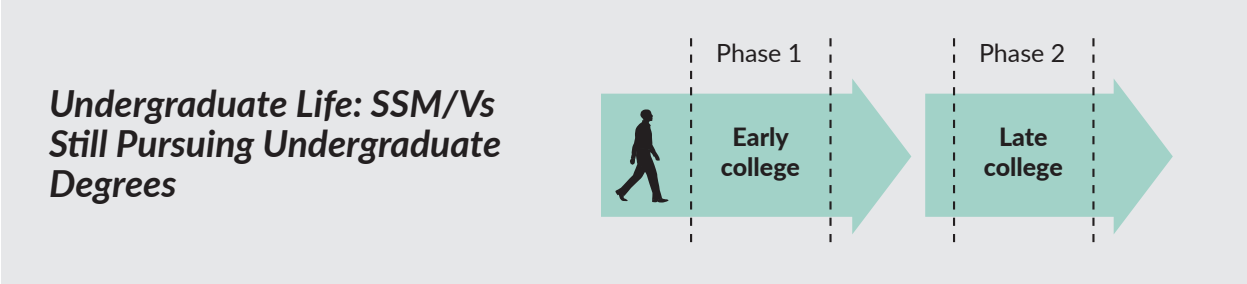 Undergraduate Life: SSM/Vs
Still Pursuing Undergraduate
Degrees
Phase 1
Early
college
Phase 2
Late
college